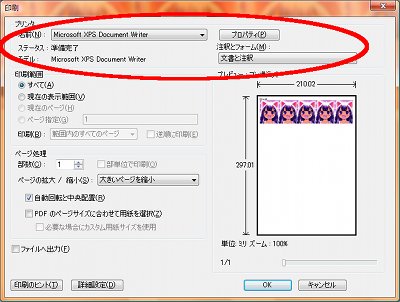 印刷
プリンタ
名前(N): Microsoft XPS Document Writer プロパティ(P)
ステータス: 準備完了 注釈とフォーム(M):
モデル: Microsoft XPS Document Writer 文書と注釈
印刷範囲
すべて(A)
現在の表示範囲(V)
現在のページ(U)
ページ指定(G) 1
印刷(B): 範囲内のすべてのページ 逆順に印刷(E)
ページ処理
部数(C): 1 部単位で印刷(O)
ページの拡大 / 縮小(S): 大きいページを縮小
自動回転と中央配置(R)
PDF のページサイズに合わせて用紙を選択(Z)
必要な場合にカスタム用紙サイズを使用
ファイルへ出力(F)
プレビュー: コンポジット
210.02
297.01
単位: ミリ ズーム: 100%
1/1
印刷のヒント(T) 詳細設定(D) OK キャンセル